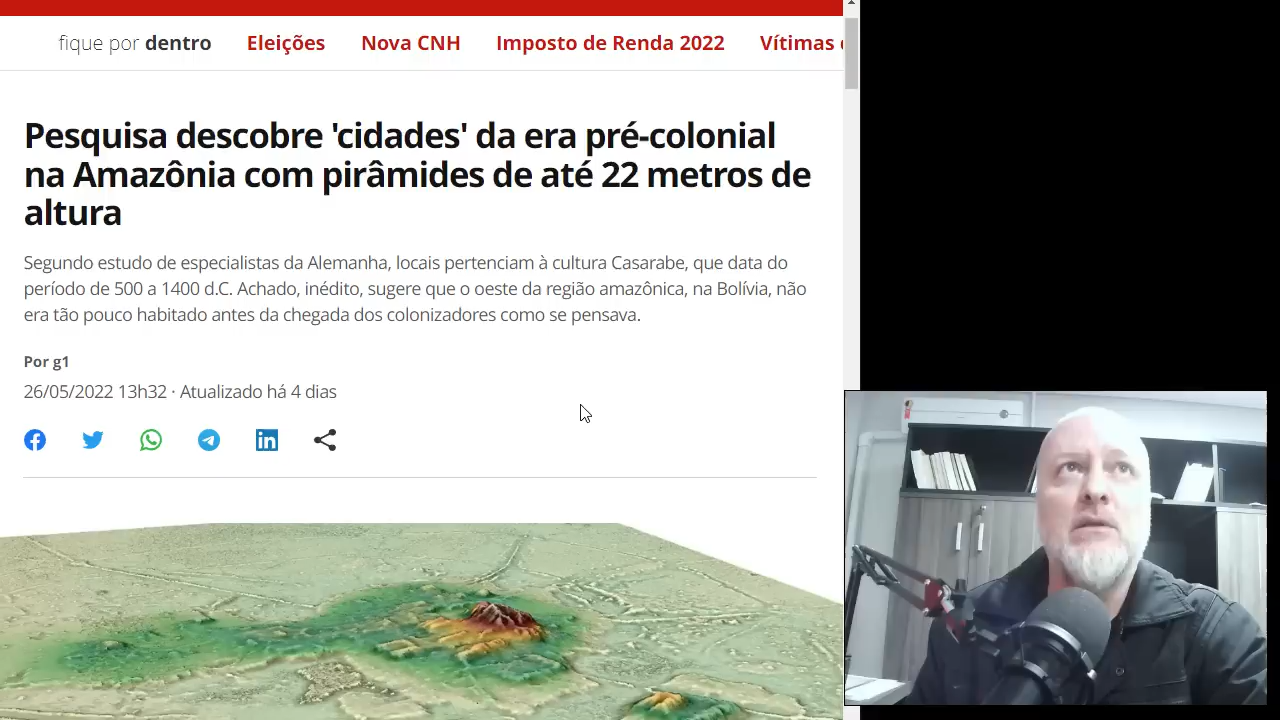 fique por dentro Eleições Nova CNH Imposto de Renda 2022 Vítimas
Pesquisa descobre 'cidades' da era pré-colonial
na Amazônia com pirâmides de até 22 metros de
altura
Segundo estudo de especialistas da Alemanha, locais pertenciam à cultura Casarabe, que data do
período de 500 a 1400 d.C. Achado, inédito, sugere que o oeste da região amazônica, na Bolívia, não
era tão pouco habitado antes da chegada dos colonizadores como se pensava.
Por g1
26/05/2022 13h32 · Atualizado há 4 dias